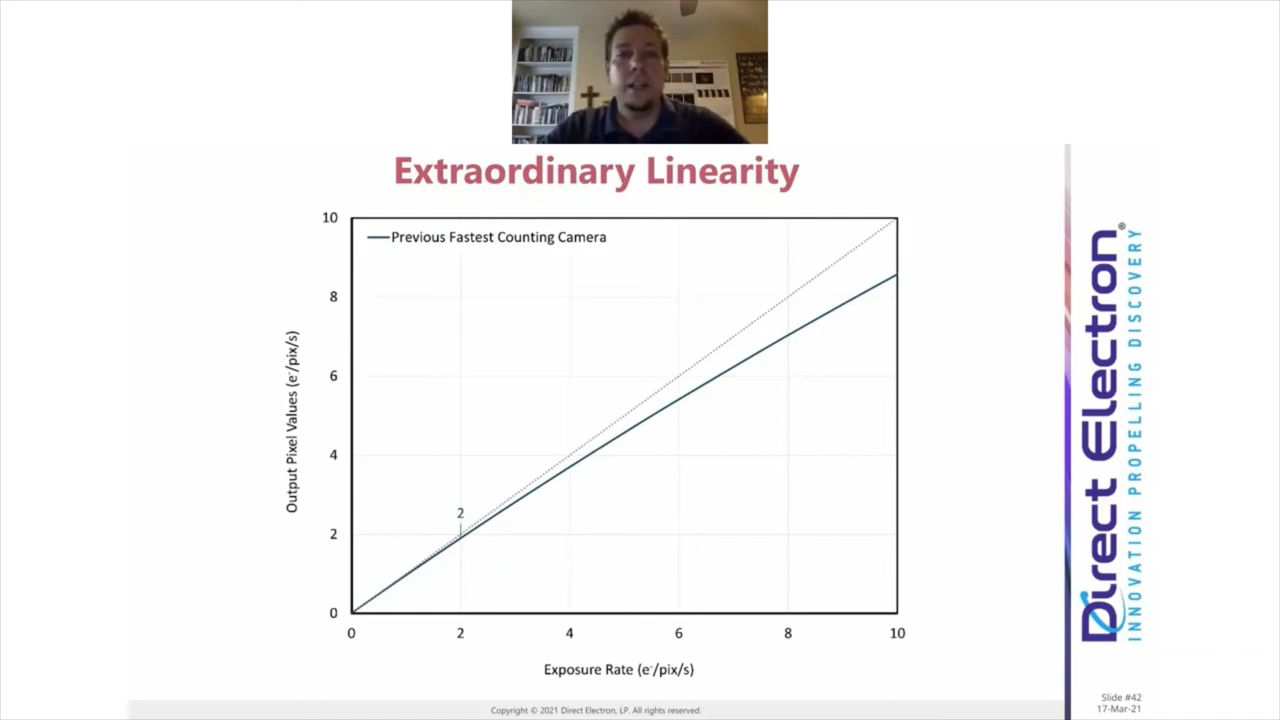 Extraordinary Linearity
Previous Fastest Counting Camera
10
8
6
4
2
0
2
0 2 4 6 8 10
Output Pixel Values (e⁻/pix/s)
Exposure Rate (e⁻/pix/s)
Direct Electron®
INNOVATION PROPELLING DISCOVERY
Slide #42
17-Mar-21
Copyright © 2021 Direct Electron, LP. All rights reserved.